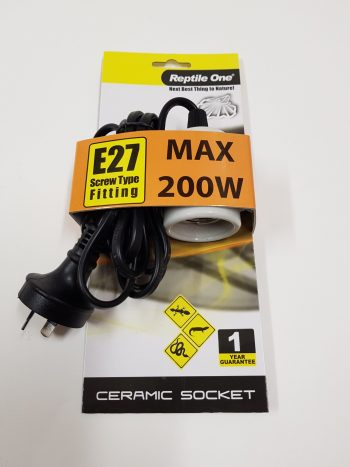 Reptile One®
Next Best Thing to Nature!
E27
Screw Type
Fitting
MAX
200W
1
YEAR
GUARANTEE
CERAMIC SOCKET